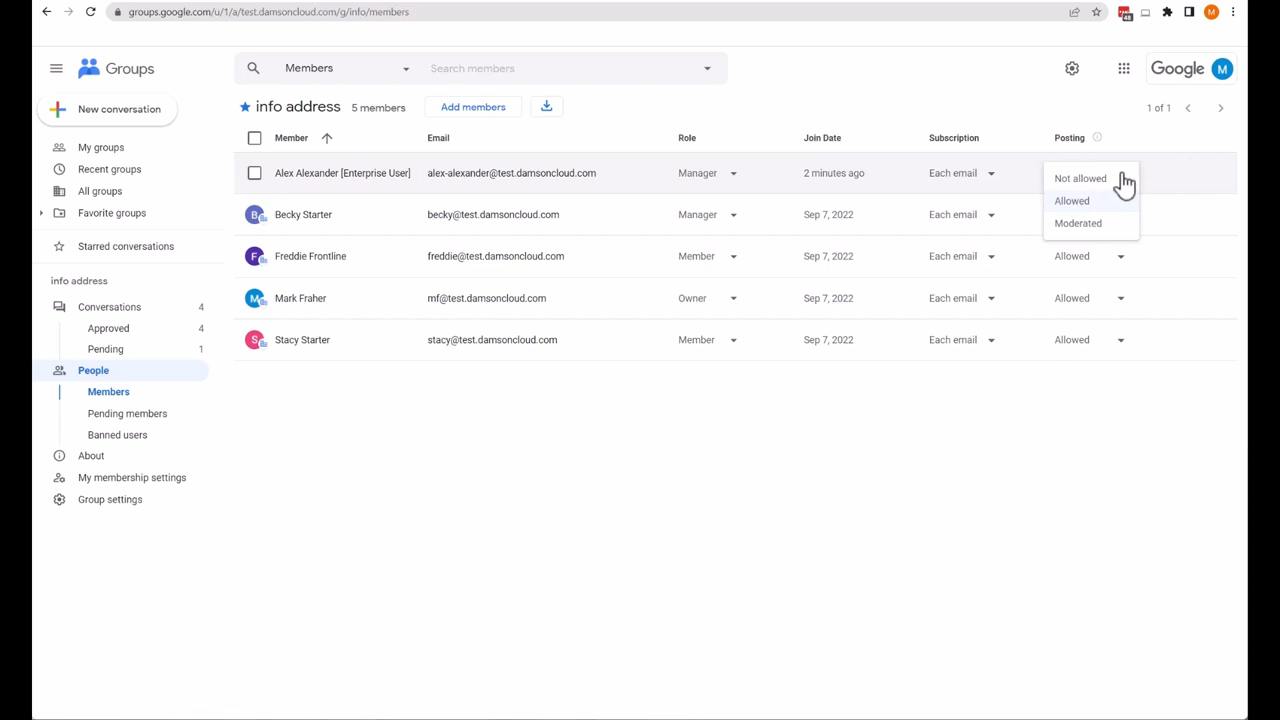 groups.google.com/u/1/a/test.damsoncloud.com/g/info/members
48
M
Groups
Members
Search members
Google M
New conversation
info address 5 members Add members
1 of 1
My groups
Recent groups
All groups
Favorite groups
Starred conversations
info address
Conversations 4
Approved 4
Pending 1
People
Members
Pending members
Banned users
About
My membership settings
Group settings
Member Email Role Join Date Subscription Posting
Alex Alexander [Enterprise User] alex-alexander@test.damsoncloud.com Manager 2 minutes ago Each email
Not allowed
Allowed
Moderated
B Becky Starter becky@test.damsoncloud.com Manager Sep 7, 2022 Each email
F Freddie Frontline freddie@test.damsoncloud.com Member Sep 7, 2022 Each email Allowed
M Mark Fraher mf@test.damsoncloud.com Owner Sep 7, 2022 Each email Allowed
S Stacy Starter stacy@test.damsoncloud.com Member Sep 7, 2022 Each email Allowed